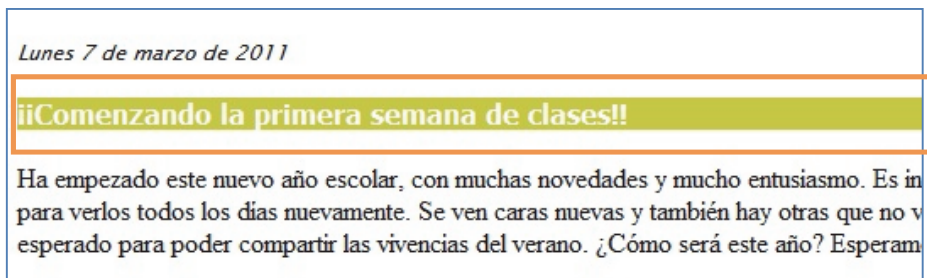 Lunes 7 de marzo de 2011
¡¡Comenzando la primera semana de clases!!
Ha empezado este nuevo año escolar, con muchas novedades y mucho entusiasmo. Es
para verlos todos los días nuevamente. Se ven caras nuevas y también hay otras que no
esperado para poder compartir las vivencias del verano. ¿Cómo será este año?